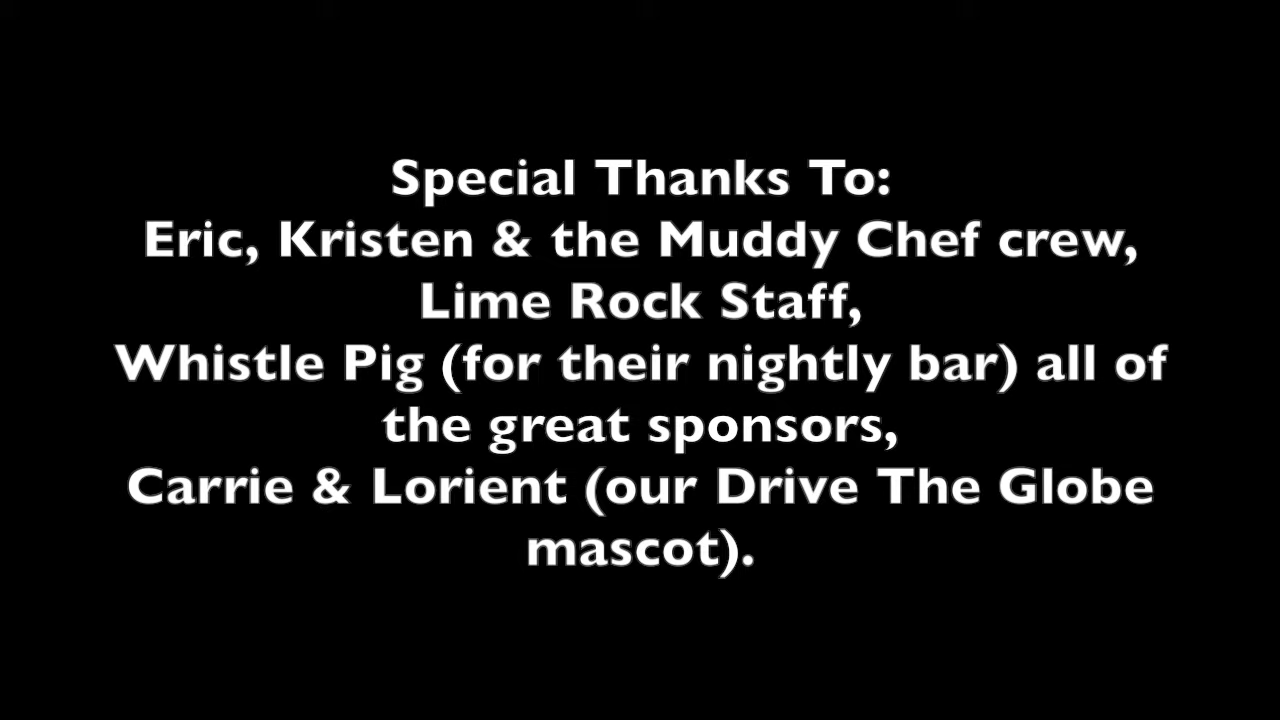 Special Thanks To:
Eric, Kristen & the Muddy Chef crew,
Lime Rock Staff,
Whistle Pig (for their nightly bar) all of
the great sponsors,
Carrie & Lorient (our Drive The Globe
mascot).